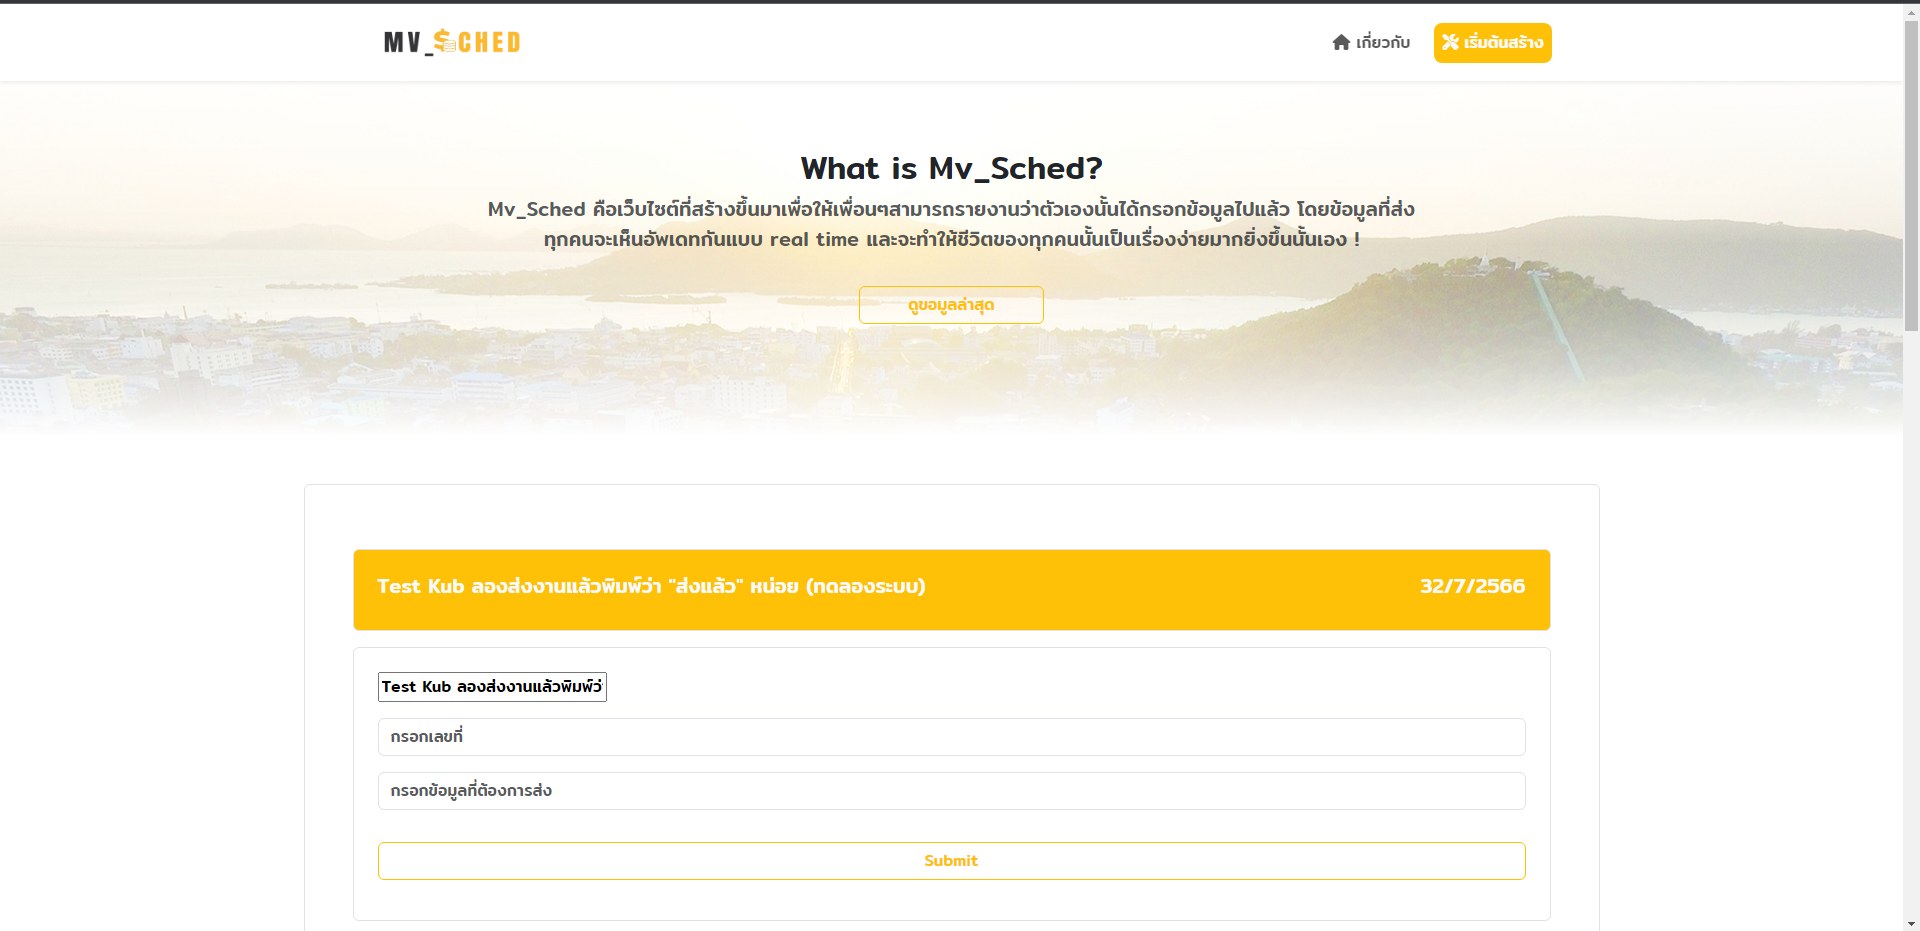 MV_$CHED
เกี่ยวกับ
เริ่มต้นสร้าง
What is Mv_Sched?
Mv_Sched คือเว็บไซต์ที่สร้างขึ้นมาเพื่อให้เพื่อนๆสามารถรายงานว่าตัวเองนั้นได้กรอกข้อมูลไปแล้ว โดยข้อมูลที่ส่ง
ทุกคนจะเห็นอัพเดทกันแบบ real time และจะทำให้ชีวิตของทุกคนนั้นเป็นเรื่องง่ายมากยิ่งขึ้นนั้นเอง !
ดูขอมูลล่าสุด
Test Kub ลองส่งงานแล้วพิมพ์ว่า "ส่งแล้ว" หน่อย (ทดลองระบบ)
32/7/2566
Test Kub ลองส่งงานแล้วพิมพ์ว่
กรอกเลขที่
กรอกข้อมูลที่ต้องการส่ง
Submit